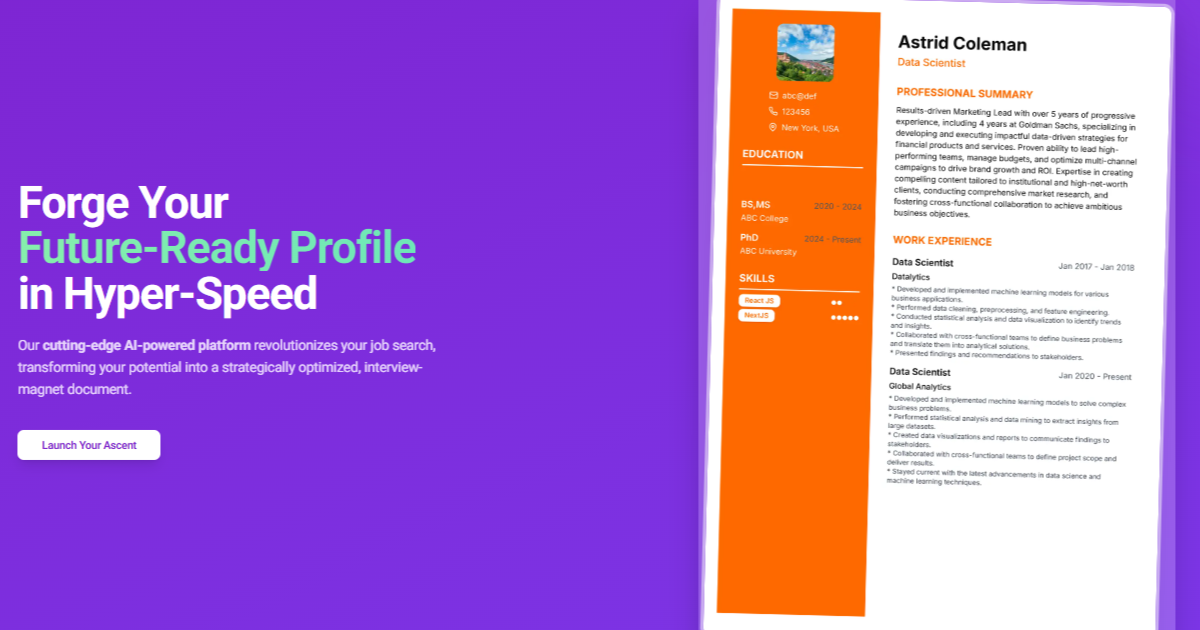 Forge Your
Future-Ready Profile
in Hyper-Speed
Our cutting-edge AI-powered platform revolutionizes your job search,
transforming your potential into a strategically optimized, interview-
magnet document.
Launch Your Ascent
abc@def
123456
New York, USA
EDUCATION
BS,MS 2020 - 2024
ABC College
PhD 2024 - Present
ABC University
SKILLS
React JS
NextJS
Astrid Coleman
Data Scientist
PROFESSIONAL SUMMARY
Results-driven Marketing Lead with over 5 years of progressive
experience, including 4 years at Goldman Sachs, specializing in
developing and executing impactful data-driven strategies for
financial products and services. Proven ability to lead high-
performing teams, manage budgets, and optimize multi-channel
campaigns to drive brand growth and ROI. Expertise in creating
compelling content tailored to institutional and high-net-worth
clients, conducting comprehensive market research, and
fostering cross-functional collaboration to achieve ambitious
business objectives.
WORK EXPERIENCE
Data Scientist Jan 2017 - Jan 2018
Datalytics
* Developed and implemented machine learning models for various
business applications.
* Performed data cleaning, preprocessing, and feature engineering.
* Conducted statistical analysis and data visualization to identify trends
and insights.
* Collaborated with cross-functional teams to define business problems
and translate them into analytical solutions.
* Presented findings and recommendations to stakeholders.
Data Scientist Jan 2020 - Present
Global Analytics
* Developed and implemented machine learning models to solve complex
business problems.
* Performed statistical analysis and data mining to extract insights from
large datasets.
* Created data visualizations and reports to communicate findings to
stakeholders.
* Collaborated with cross-functional teams to define project scope and
deliver results.
* Stayed current with the latest advancements in data science and
machine learning techniques.